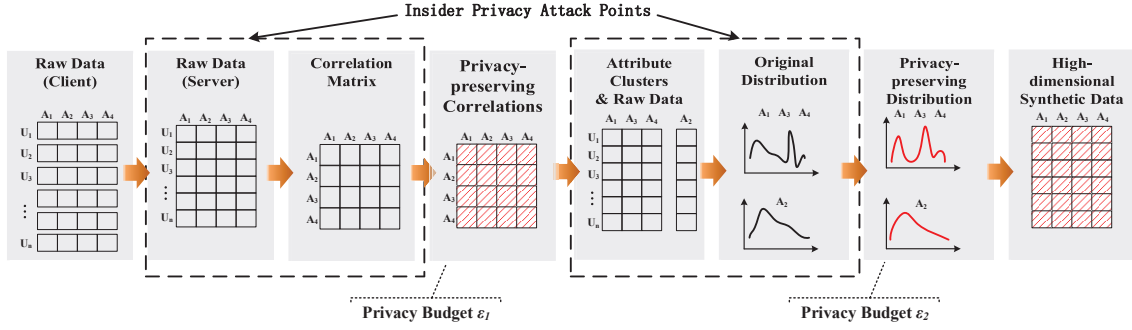 Insider Privacy Attack Points
Raw Data
(Client)
A1 A2 A3 A4
U1
U2
U3
...
Un
Raw Data
(Server)
A1 A2 A3 A4
U1
U2
U3
...
Un
Correlation
Matrix
A1 A2 A3 A4
A1
A2
A3
A4
Privacy-
preserving
Correlations
A1 A2 A3 A4
A1
A2
A3
A4
Attribute
Clusters
& Raw Data
A1 A3 A4 A2
U1
U2
U3
...
Un
Original
Distribution
A1 A3 A4
A2
Privacy-
preserving
Distribution
A1 A3 A4
A2
High-
dimensional
Synthetic Data
A1 A2 A3 A4
Privacy Budget ε1
Privacy Budget ε2